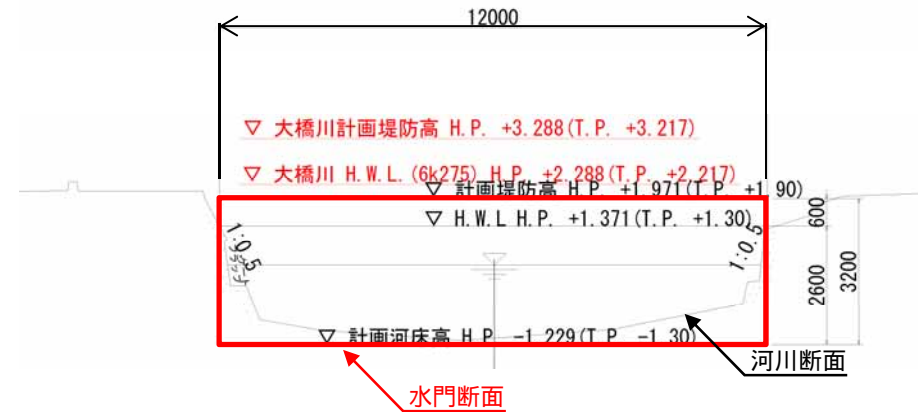 12000
▽ 大橋川計画堤防高 H.P. +3.288(T.P. +3.217)
▽ 大橋川 H.W.L.(6k275) H.P. +2.288(T.P. +2.217)
▽ 計画堤防高 H.P. +1.971(T.P. +1.90)
▽ H.W.L H.P. +1.371(T.P. +1.30)
600
1:0.5
1:0.5
2600
3200
▽ 計画河床高 H.P. -1.229(T.P. -1.30)
河川断面
水門断面